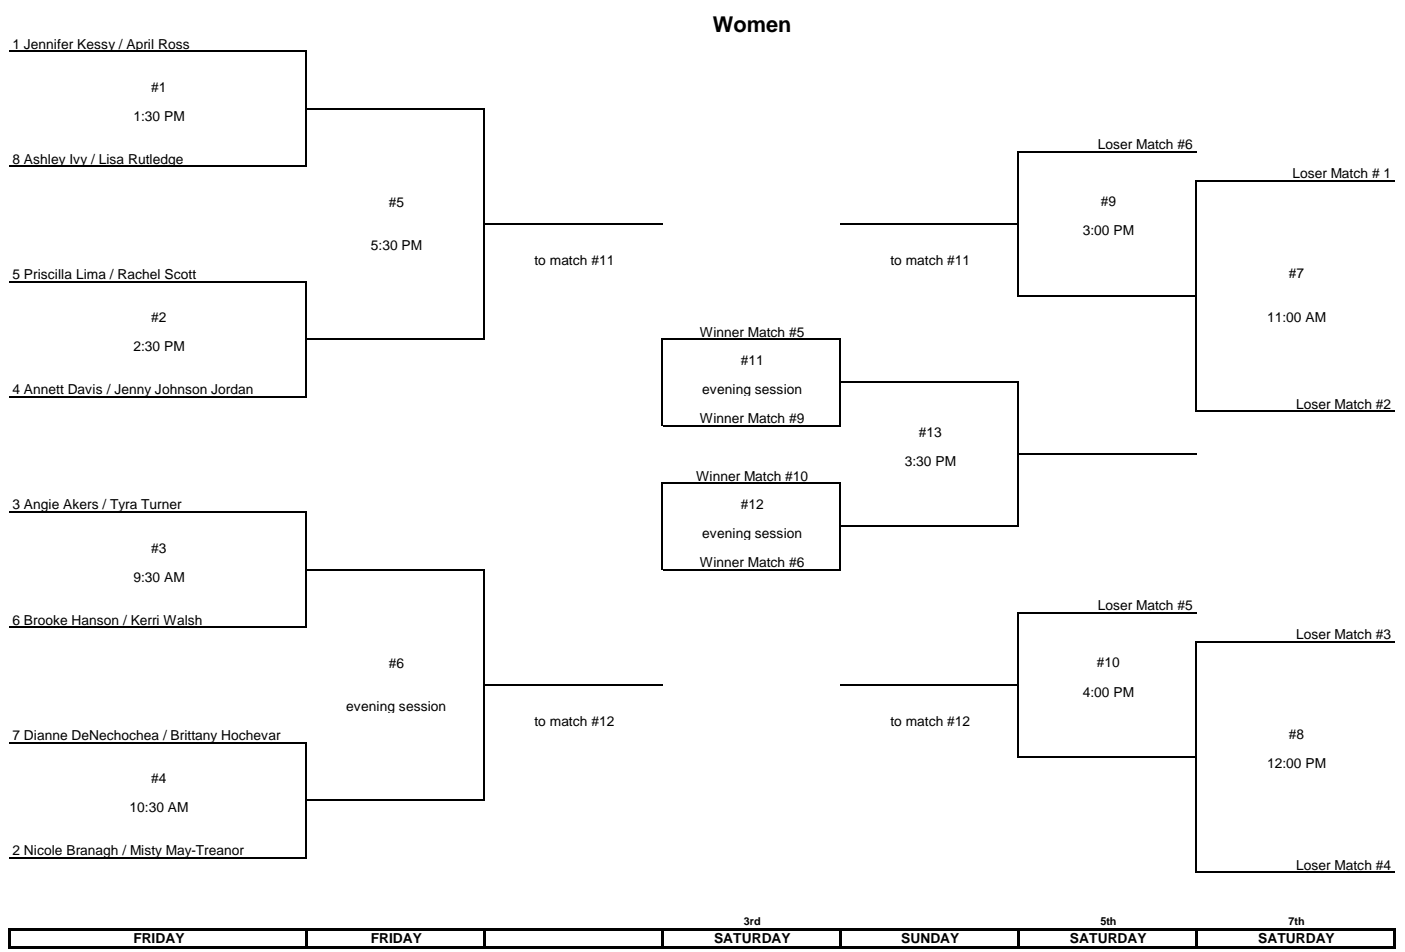 Women
1 Jennifer Kessy / April Ross
#1
1:30 PM
8 Ashley Ivy / Lisa Rutledge
#5
5:30 PM
5 Priscilla Lima / Rachel Scott
#2
2:30 PM
4 Annett Davis / Jenny Johnson Jordan
to match #11
3 Angie Akers / Tyra Turner
#3
9:30 AM
6 Brooke Hanson / Kerri Walsh
#6
evening session
7 Dianne DeNechochea / Brittany Hochevar
#4
10:30 AM
2 Nicole Branagh / Misty May-Treanor
to match #12
Winner Match #5
#11
evening session
Winner Match #9
Winner Match #10
#12
evening session
Winner Match #6
#13
3:30 PM
to match #11
Loser Match #6
#9
3:00 PM
Loser Match # 1
#7
11:00 AM
Loser Match #2
to match #12
Loser Match #5
#10
4:00 PM
Loser Match #3
#8
12:00 PM
Loser Match #4
3rd
5th
7th
FRIDAY
FRIDAY
SATURDAY
SUNDAY
SATURDAY
SATURDAY